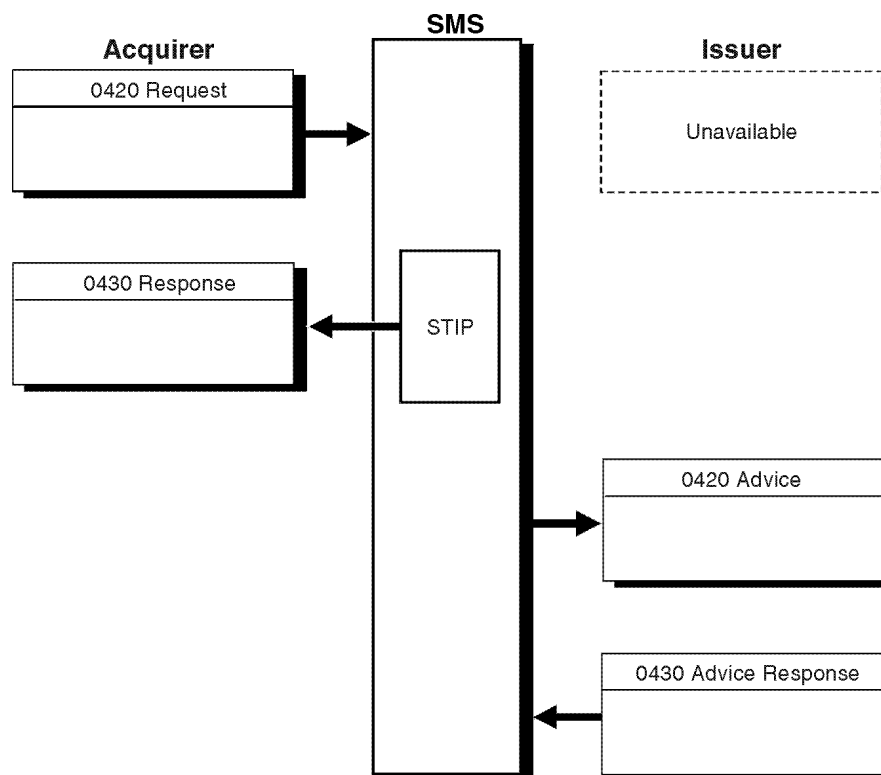 SMS
Acquirer
Issuer
0420 Request
Unavailable
0430 Response
STIP
0420 Advice
0430 Advice Response